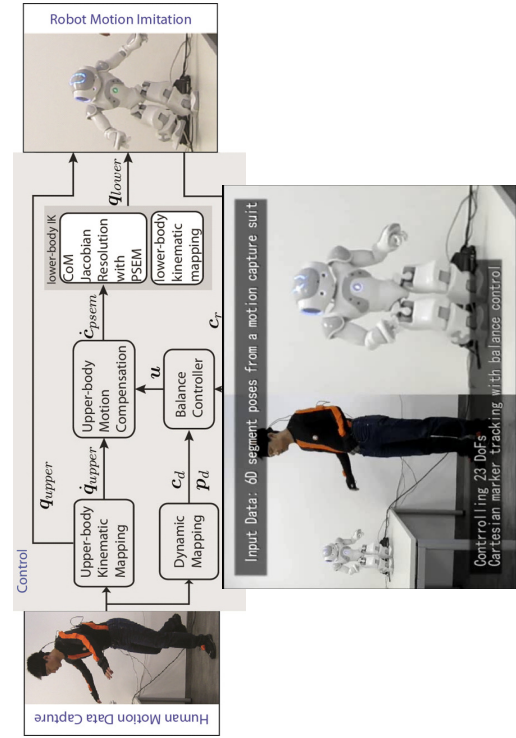 Human Motion Data Capture
Control
Upper-body
Kinematic
Mapping
Dynamic
Mapping
q_upper
q̇_upper
c_d
p_d
Upper-body
Motion
Compensation
u
Balance
Controller
ċ_psem
c_r
lower-body IK
CoM
Jacobian
Resolution
with
PSEM
lower-body
kinematic
mapping
q_lower
Robot Motion Imitation
Input Data: 6D segment poses from a motion capture suit
Contrrolling 23 DoFs
Cartesian marker tracking with balance control